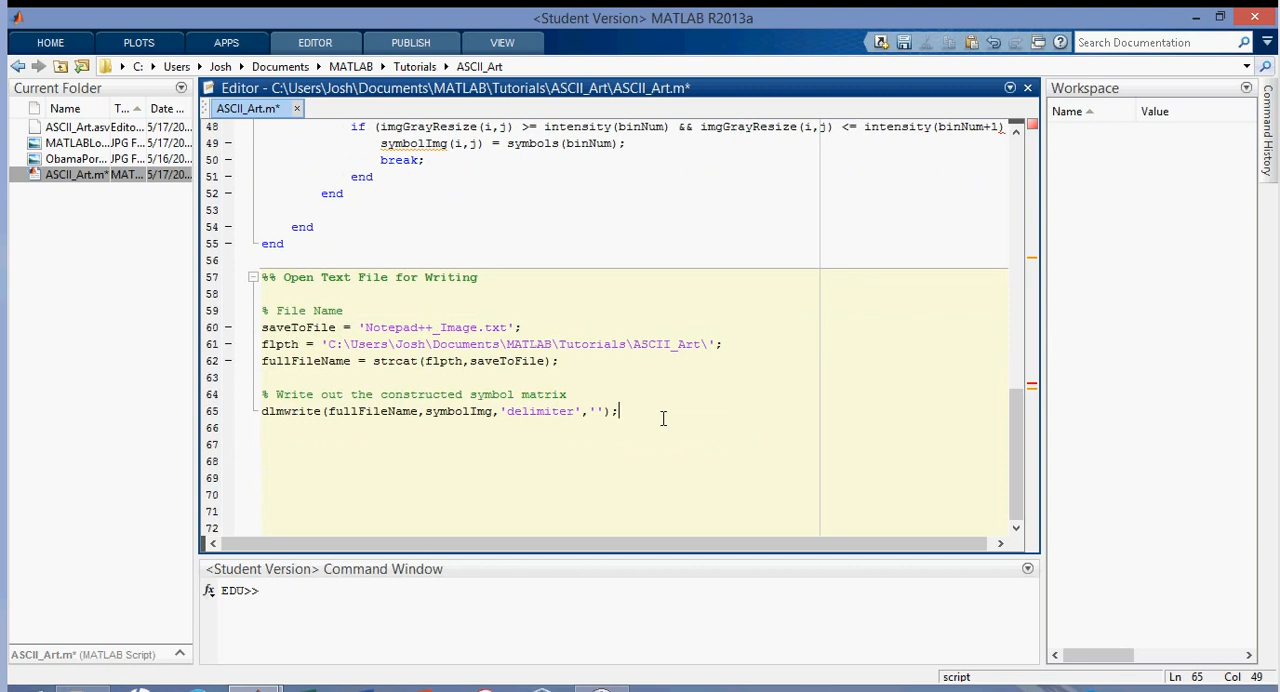 <Student Version> MATLAB R2013a
HOME PLOTS APPS EDITOR PUBLISH VIEW Search Documentation
C: Users Josh Documents MATLAB Tutorials ASCII_Art
Current Folder
Name T... Date ...
ASCII_Art.asv Edito... 5/17/20...
MATLABLo... JPG F... 5/17/20...
ObamaPor... JPG F... 5/16/20...
ASCII_Art.m* MAT... 5/17/20...
Editor - C:\Users\Josh\Documents\MATLAB\Tutorials\ASCII_Art\ASCII_Art.m*
ASCII_Art.m*
48 if (imgGrayResize(i,j) >= intensity(binNum) && imgGrayResize(i,j) <= intensity(binNum+1)
49 symbolImg(i,j) = symbols(binNum);
50 break;
51 end
52 end
53
54 end
55 end
56
57 %% Open Text File for Writing
58
59 % File Name
60 saveToFile = 'Notepad++_Image.txt';
61 flpth = 'C:\Users\Josh\Documents\MATLAB\Tutorials\ASCII_Art\';
62 fullFileName = strcat(flpth,saveToFile);
63
64 % Write out the constructed symbol matrix
65 dlmwrite(fullFileName,symbolImg,'delimiter','');
66
67
68
69
70
71
72
Workspace
Name Value
Command History
<Student Version> Command Window
fx EDU>>
ASCII_Art.m* (MATLAB Script)
script Ln 65 Col 49